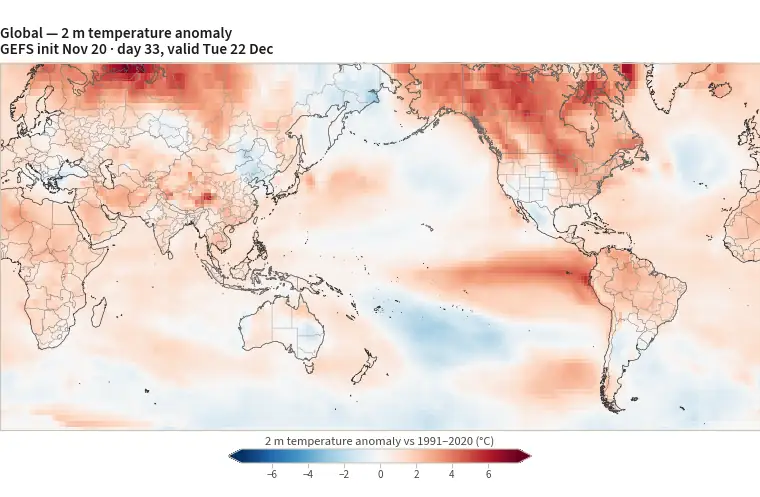 Global — 2 m temperature anomaly
GEFS init Nov 20 · day 33, valid Tue 22 Dec
2 m temperature anomaly vs 1991–2020 (°C)
−6 −4 −2 0 2 4 6